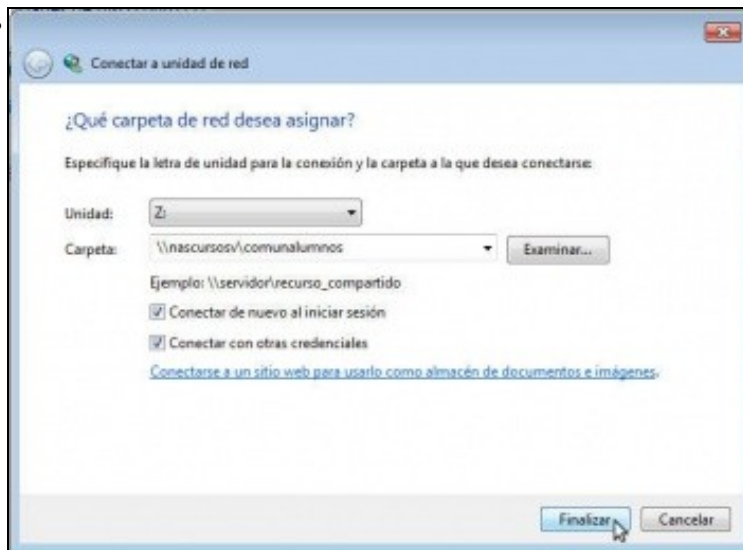 Conectar a unidad de red
¿Qué carpeta de red desea asignar?
Especifique la letra de unidad para la conexión y la carpeta a la que desea conectarse:
Unidad: Z:
Carpeta: \\nascursosv\comunalumnos Examinar...
Ejemplo: \\servidor\recurso_compartido
Conectar de nuevo al iniciar sesión
Conectar con otras credenciales
Conectarse a un sitio web para usarlo como almacén de documentos e imágenes.
Finalizar Cancelar